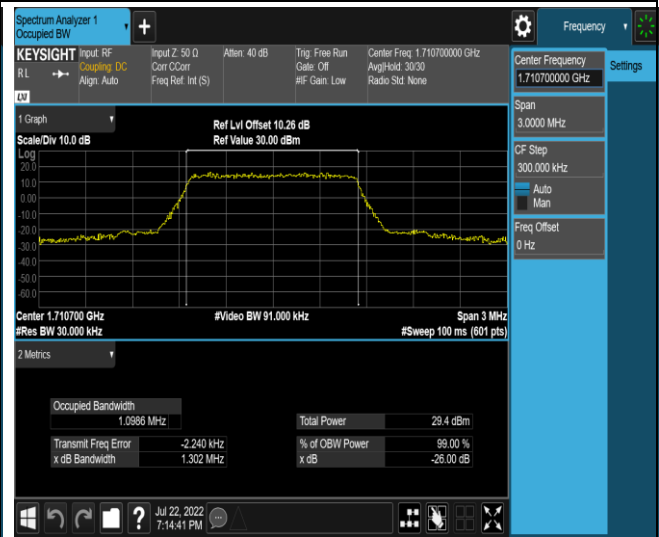 Spectrum Analyzer 1
Occupied BW
+
Frequency
KEYSIGHT
RL
LXI
Input: RF
Coupling: DC
Align: Auto
Input Z: 50 Ω
Corr CCorr
Freq Ref: Int (S)
Atten: 40 dB
Trig: Free Run
Gate: Off
#IF Gain: Low
Center Freq: 1.710700000 GHz
Avg|Hold: 30/30
Radio Std: None
Center Frequency
1.710700000 GHz
Settings
Span
3.0000 MHz
CF Step
300.000 kHz
Auto
Man
Freq Offset
0 Hz
1 Graph
Scale/Div 10.0 dB
Ref Lvl Offset 10.26 dB
Ref Value 30.00 dBm
Log
20.0
10.0
0.00
-10.0
-20.0
-30.0
-40.0
-50.0
-60.0
Center 1.710700 GHz
#Video BW 91.000 kHz
Span 3 MHz
#Res BW 30.000 kHz
#Sweep 100 ms (601 pts)
2 Metrics
Occupied Bandwidth
1.0986 MHz
Total Power 29.4 dBm
Transmit Freq Error -2.240 kHz
% of OBW Power 99.00 %
x dB Bandwidth 1.302 MHz
x dB -26.00 dB
?
Jul 22, 2022
7:14:41 PM